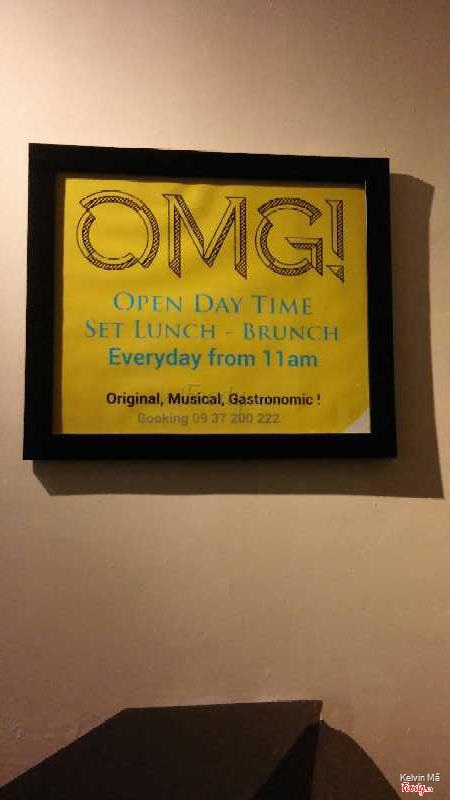 OMG!
OPEN DAY TIME
SET LUNCH - BRUNCH
Everyday from 11am
Original, Musical, Gastronomic !
Booking 09 37 200 222
Kelvin Mã
Foody.vn